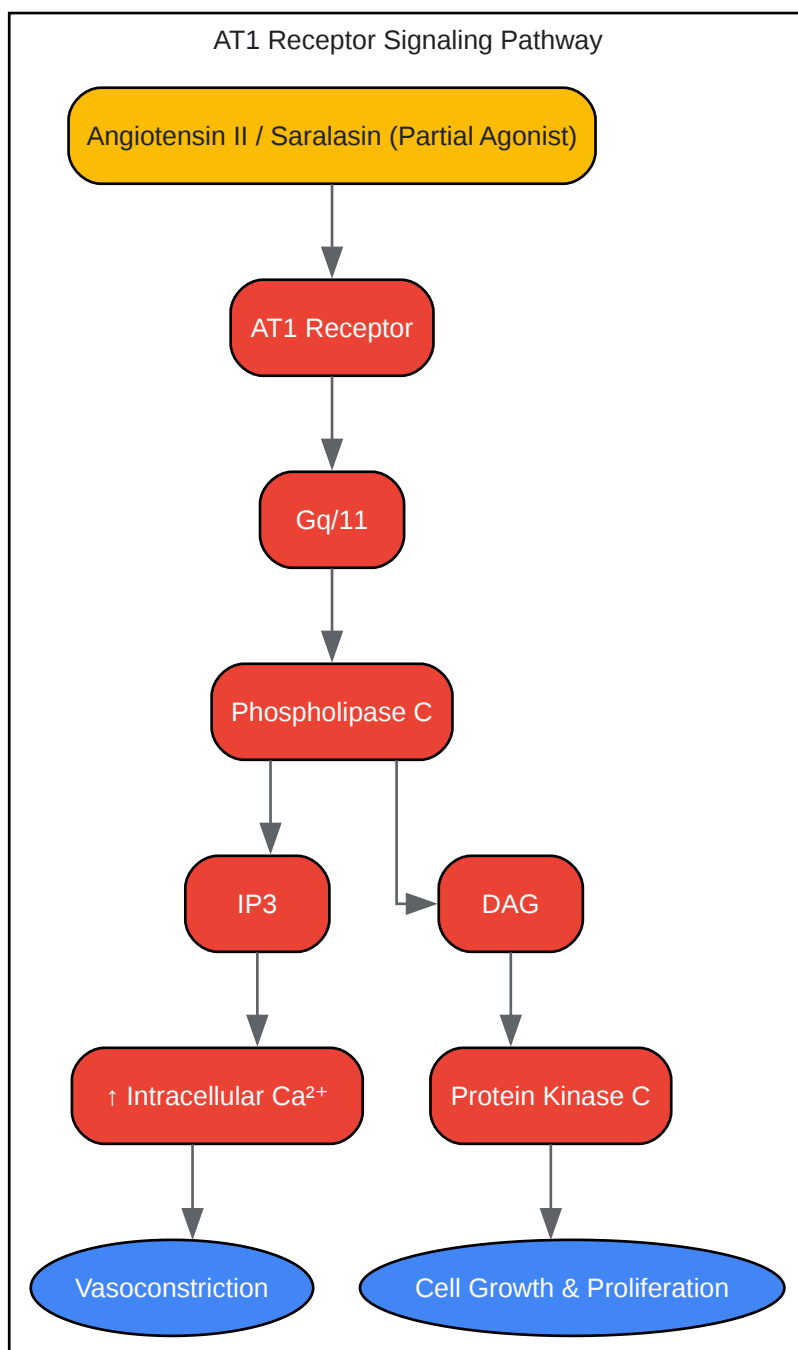 AT1 Receptor Signaling Pathway
Angiotensin II / Saralasin (Partial Agonist)
AT1 Receptor
Gq/11
Phospholipase C
IP3
DAG
↑ Intracellular Ca²⁺
Protein Kinase C
Vasoconstriction
Cell Growth & Proliferation